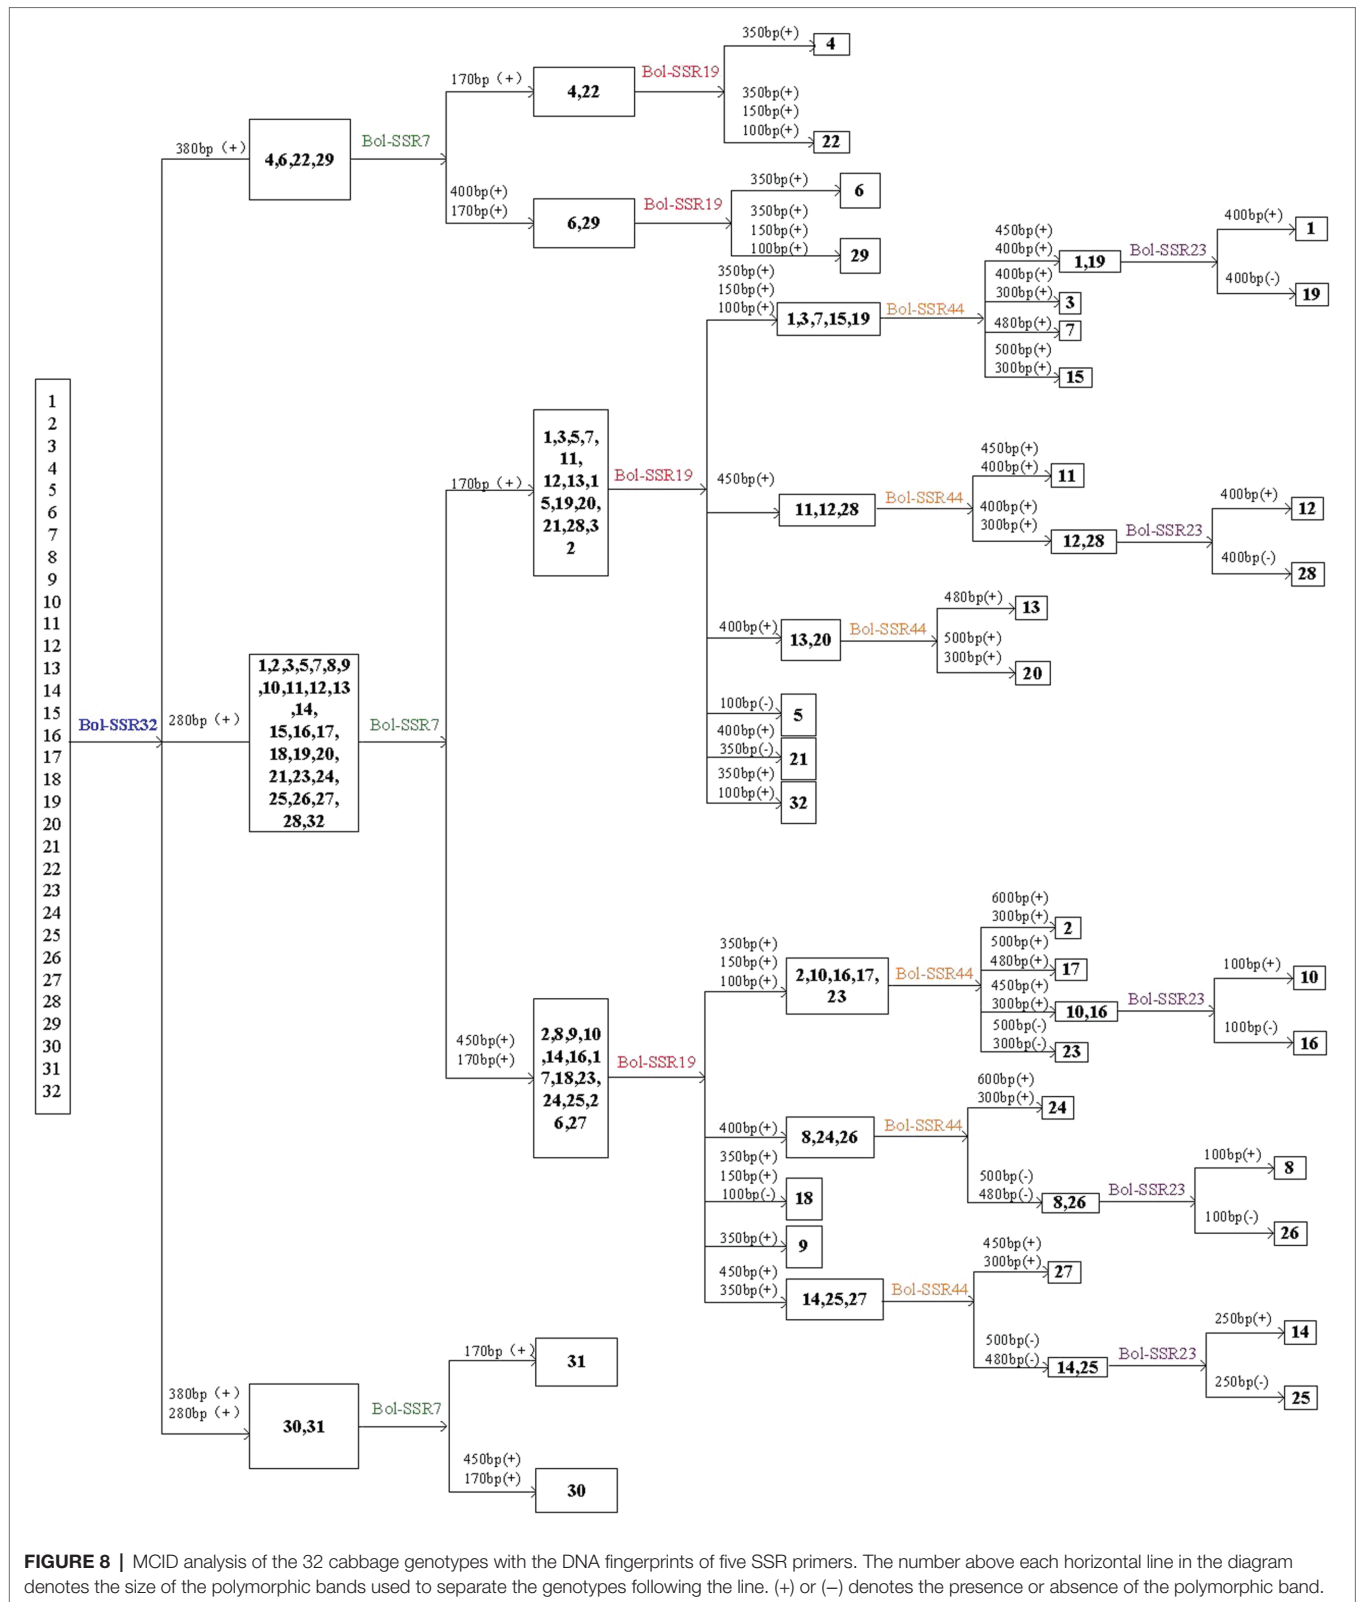 1
2
3
4
5
6
7
8
9
10
11
12
13
14
15
16
17
18
19
20
21
22
23
24
25
26
27
28
29
30
31
32
Bol-SSR32
380bp (+)
4,6,22,29
Bol-SSR7
170bp (+)
4,22
Bol-SSR19
350bp(+)
4
350bp(+)
150bp(+)
100bp(+)
22
400bp(+)
170bp(+)
6,29
Bol-SSR19
350bp(+)
6
350bp(+)
150bp(+)
100bp(+)
29
280bp (+)
1,2,3,5,7,8,9
,10,11,12,13
,14,
15,16,17,
18,19,20,
21,23,24,
25,26,27,
28,32
Bol-SSR7
170bp (+)
1,3,5,7,
11,
12,13,1
5,19,20,
21,28,3
2
Bol-SSR19
350bp(+)
150bp(+)
100bp(+)
1,3,7,15,19
Bol-SSR44
450bp(+)
400bp(+)
1,19
Bol-SSR23
400bp(+)
1
400bp(-)
19
400bp(+)
300bp(+)
3
480bp(+)
7
500bp(+)
300bp(+)
15
450bp(+)
11,12,28
Bol-SSR44
450bp(+)
400bp(+)
11
400bp(+)
300bp(+)
12,28
Bol-SSR23
400bp(+)
12
400bp(-)
28
400bp(+)
13,20
Bol-SSR44
480bp(+)
13
500bp(+)
300bp(+)
20
100bp(-)
5
400bp(+)
350bp(-)
21
350bp(+)
100bp(+)
32
450bp(+)
170bp(+)
2,8,9,10
,14,16,1
7,18,23,
24,25,2
6,27
Bol-SSR19
350bp(+)
150bp(+)
100bp(+)
2,10,16,17,
23
Bol-SSR44
600bp(+)
300bp(+)
2
500bp(+)
480bp(+)
17
450bp(+)
300bp(+)
10,16
Bol-SSR23
100bp(+)
10
100bp(-)
16
500bp(-)
300bp(-)
23
400bp(+)
8,24,26
Bol-SSR44
600bp(+)
300bp(+)
24
500bp(-)
480bp(-)
8,26
Bol-SSR23
100bp(+)
8
100bp(-)
26
350bp(+)
150bp(+)
100bp(-)
18
350bp(+)
9
450bp(+)
350bp(+)
14,25,27
Bol-SSR44
450bp(+)
300bp(+)
27
500bp(-)
480bp(-)
14,25
Bol-SSR23
250bp(+)
14
250bp(-)
25
380bp (+)
280bp (+)
30,31
Bol-SSR7
170bp (+)
31
450bp(+)
170bp(+)
30
FIGURE 8 | MCID analysis of the 32 cabbage genotypes with the DNA fingerprints of five SSR primers. The number above each horizontal line in the diagram
denotes the size of the polymorphic bands used to separate the genotypes following the line. (+) or (−) denotes the presence or absence of the polymorphic band.